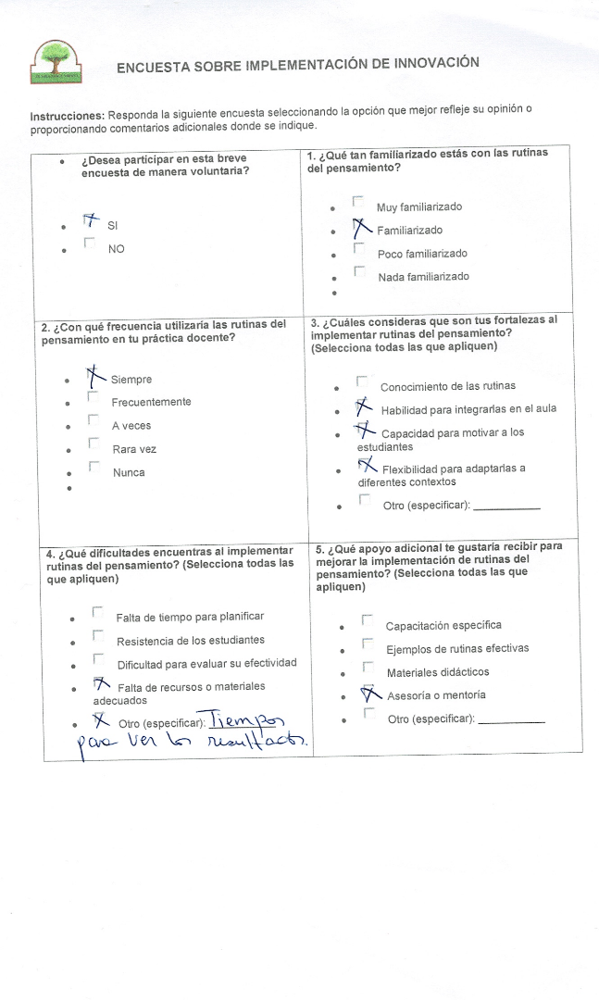 ENCUESTA SOBRE IMPLEMENTACIÓN DE INNOVACIÓN
Instrucciones: Responda la siguiente encuesta seleccionando la opción que mejor refleje su opinión o
proporcionando comentarios adicionales donde se indique.
¿Desea participar en esta breve
encuesta de manera voluntaria?
SI
NO
1. ¿Qué tan familiarizado estás con las rutinas
del pensamiento?
Muy familiarizado
Familiarizado
Poco familiarizado
Nada familiarizado
2. ¿Con qué frecuencia utilizaría las rutinas del
pensamiento en tu práctica docente?
Siempre
Frecuentemente
A veces
Rara vez
Nunca
3. ¿Cuáles consideras que son tus fortalezas al
implementar rutinas del pensamiento?
(Selecciona todas las que apliquen)
Conocimiento de las rutinas
Habilidad para integrarlas en el aula
Capacidad para motivar a los
estudiantes
Flexibilidad para adaptarlas a
diferentes contextos
Otro (especificar):
4. ¿Qué dificultades encuentras al implementar
rutinas del pensamiento? (Selecciona todas las
que apliquen)
Falta de tiempo para planificar
Resistencia de los estudiantes
Dificultad para evaluar su efectividad
Falta de recursos o materiales
adecuados
Otro (especificar): Tiempos
para ver los resultados.
5. ¿Qué apoyo adicional te gustaría recibir para
mejorar la implementación de rutinas del
pensamiento? (Selecciona todas las que
apliquen)
Capacitación específica
Ejemplos de rutinas efectivas
Materiales didácticos
Asesoría o mentoría
Otro (especificar):